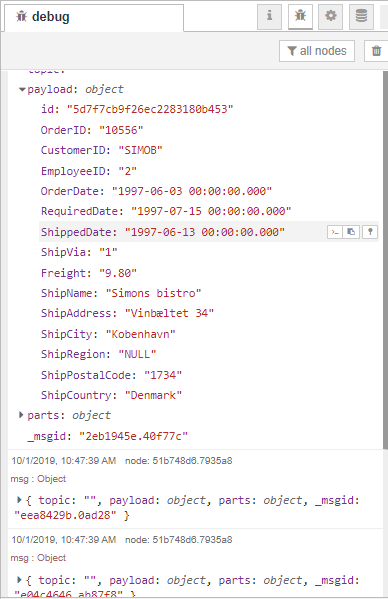 debug
all nodes
topic:
payload: object
id: "5d7f7cb9f26ec2283180b453"
OrderID: "10556"
CustomerID: "SIMOB"
EmployeeID: "2"
OrderDate: "1997-06-03 00:00:00.000"
RequiredDate: "1997-07-15 00:00:00.000"
ShippedDate: "1997-06-13 00:00:00.000"
ShipVia: "1"
Freight: "9.80"
ShipName: "Simons bistro"
ShipAddress: "Vinbæltet 34"
ShipCity: "Kobenhavn"
ShipRegion: "NULL"
ShipPostalCode: "1734"
ShipCountry: "Denmark"
parts: object
_msgid: "2eb1945e.40f77c"
10/1/2019, 10:47:39 AM node: 51b748d6.7935a8
msg : Object
{ topic: "", payload: object, parts: object, _msgid:
"eea8429b.0ad28" }
10/1/2019, 10:47:39 AM node: 51b748d6.7935a8
msg : Object
{ topic: "", payload: object, parts: object, _msgid:
"e04c4646.ab87f8" }